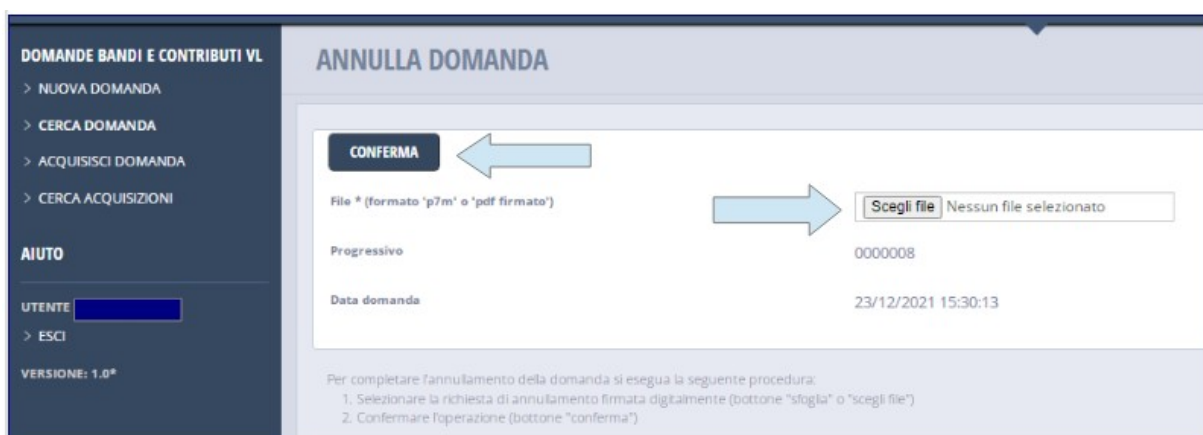 DOMANDE BANDI E CONTRIBUTI VL
> NUOVA DOMANDA
> CERCA DOMANDA
> ACQUISISCI DOMANDA
> CERCA ACQUISIZIONI
AIUTO
UTENTE
> ESCI
VERSIONE: 1.0*
ANNULLA DOMANDA
CONFERMA
File * (formato 'p7m' o 'pdf firmato')
Scegli file Nessun file selezionato
Progressivo
0000008
Data domanda
23/12/2021 15:30:13
Per completare l'annullamento della domanda si esegua la seguente procedura:
1. Selezionare la richiesta di annullamento firmata digitalmente (bottone "sfoglia" o "scegli file")
2. Confermare l'operazione (bottone "conferma")